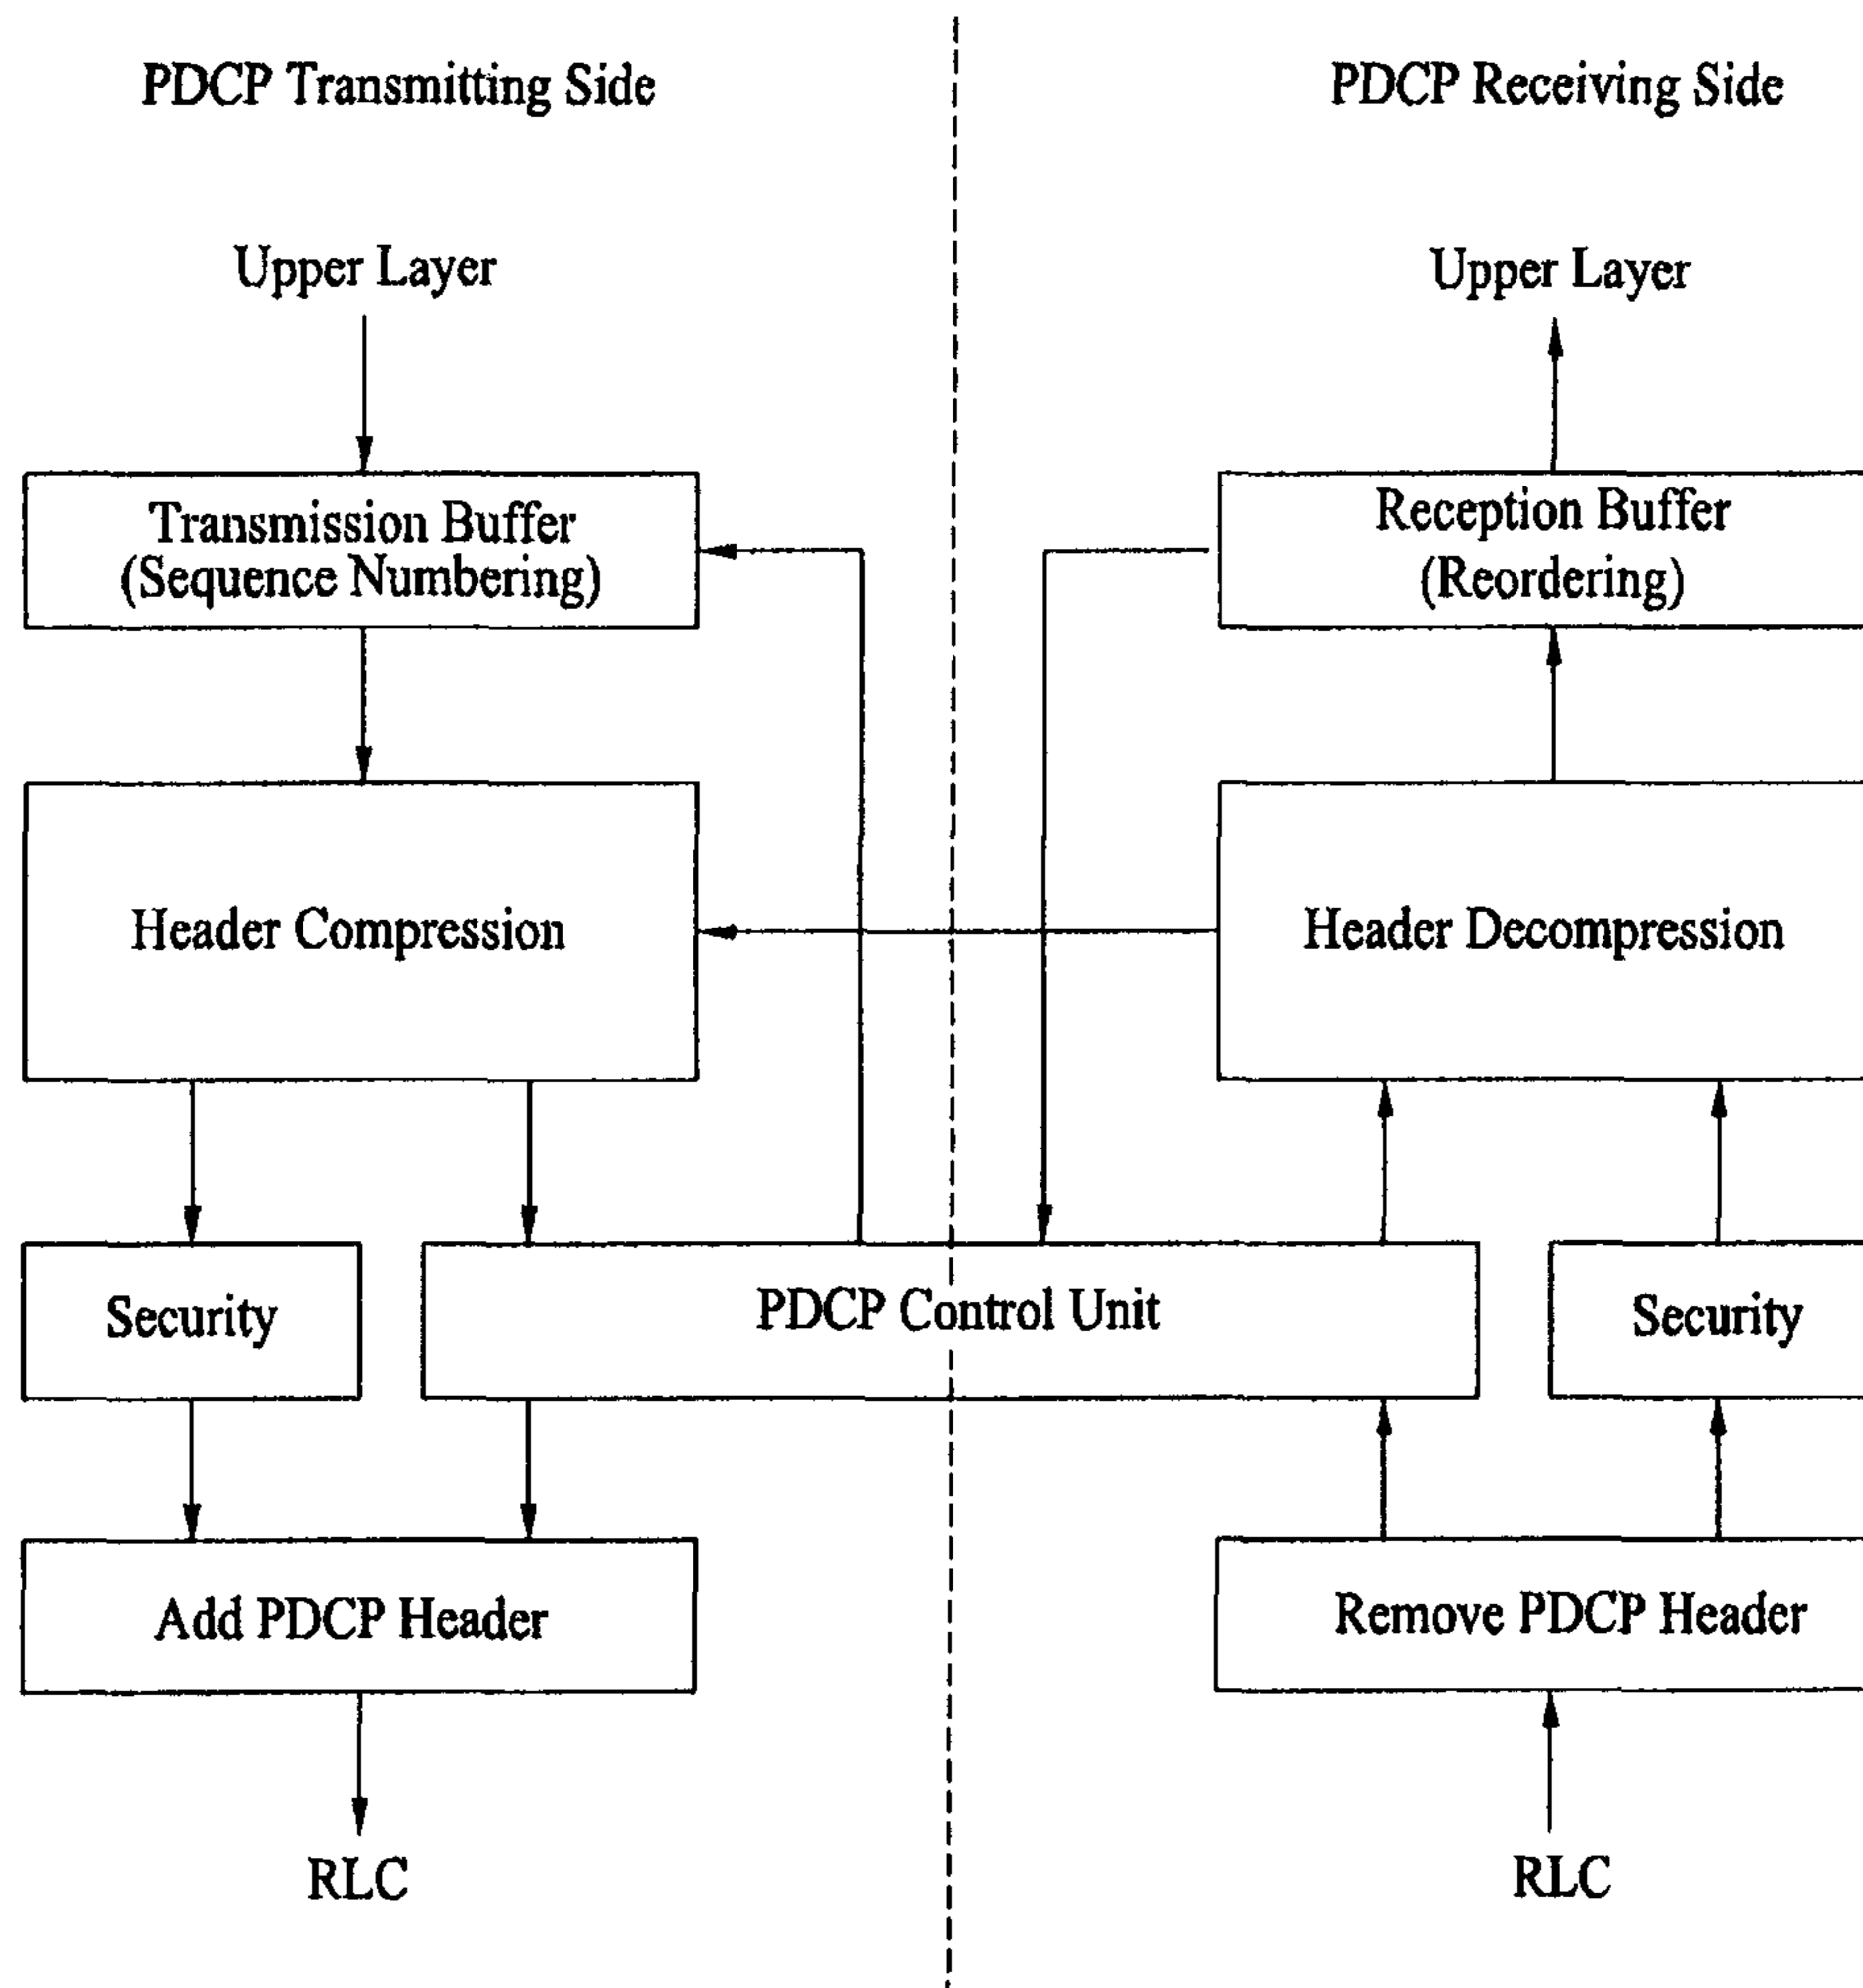 PDCP Transmitting Side
PDCP Receiving Side
Upper Layer
Upper Layer
Transmission Buffer
(Sequence Numbering)
Reception Buffer
(Reordering)
Header Compression
Header Decompression
Security
PDCP Control Unit
Security
Add PDCP Header
Remove PDCP Header
RLC
RLC